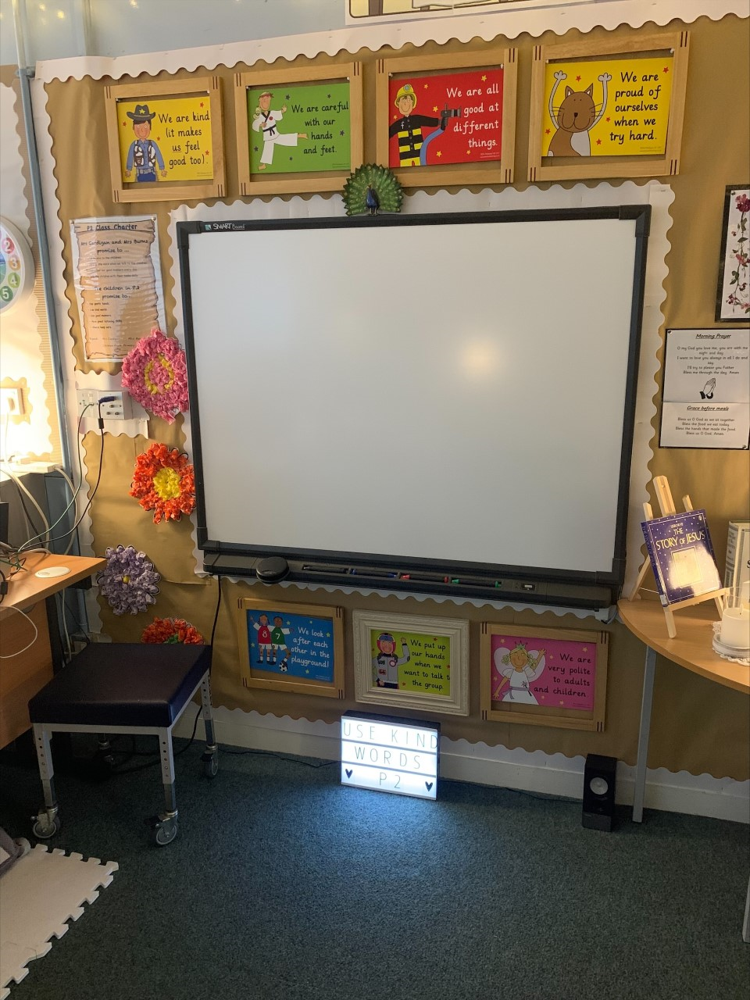 We are kind
(it makes
us feel
good too).
We are careful
with our
hands
and feet.
We are all
good at
different
things.
We are
proud of
ourselves
when we
try hard.
SMART Board
P2 Class Charter
Mrs Cardigan and Mrs Burns
promise to ...
The children in P2
promise to...
2
3
4
5
Morning Prayer
O my God you love me, you are with me
night and day.
I want to love you always in all I do and
say.
I'll try to please you Father
Bless me through the day. Amen
Grace before meals
Bless us O God as we sit together.
Bless the food we eat today.
Bless the hands that made the food
Bless us O God. Amen.
THE
STORY OF JESUS
8 7
We look
after each
other in the
playground!
We put up
our hands
when we
want to talk t
the group.
We are
very polite
to adults
and children.
USE KIND
WORDS
P2